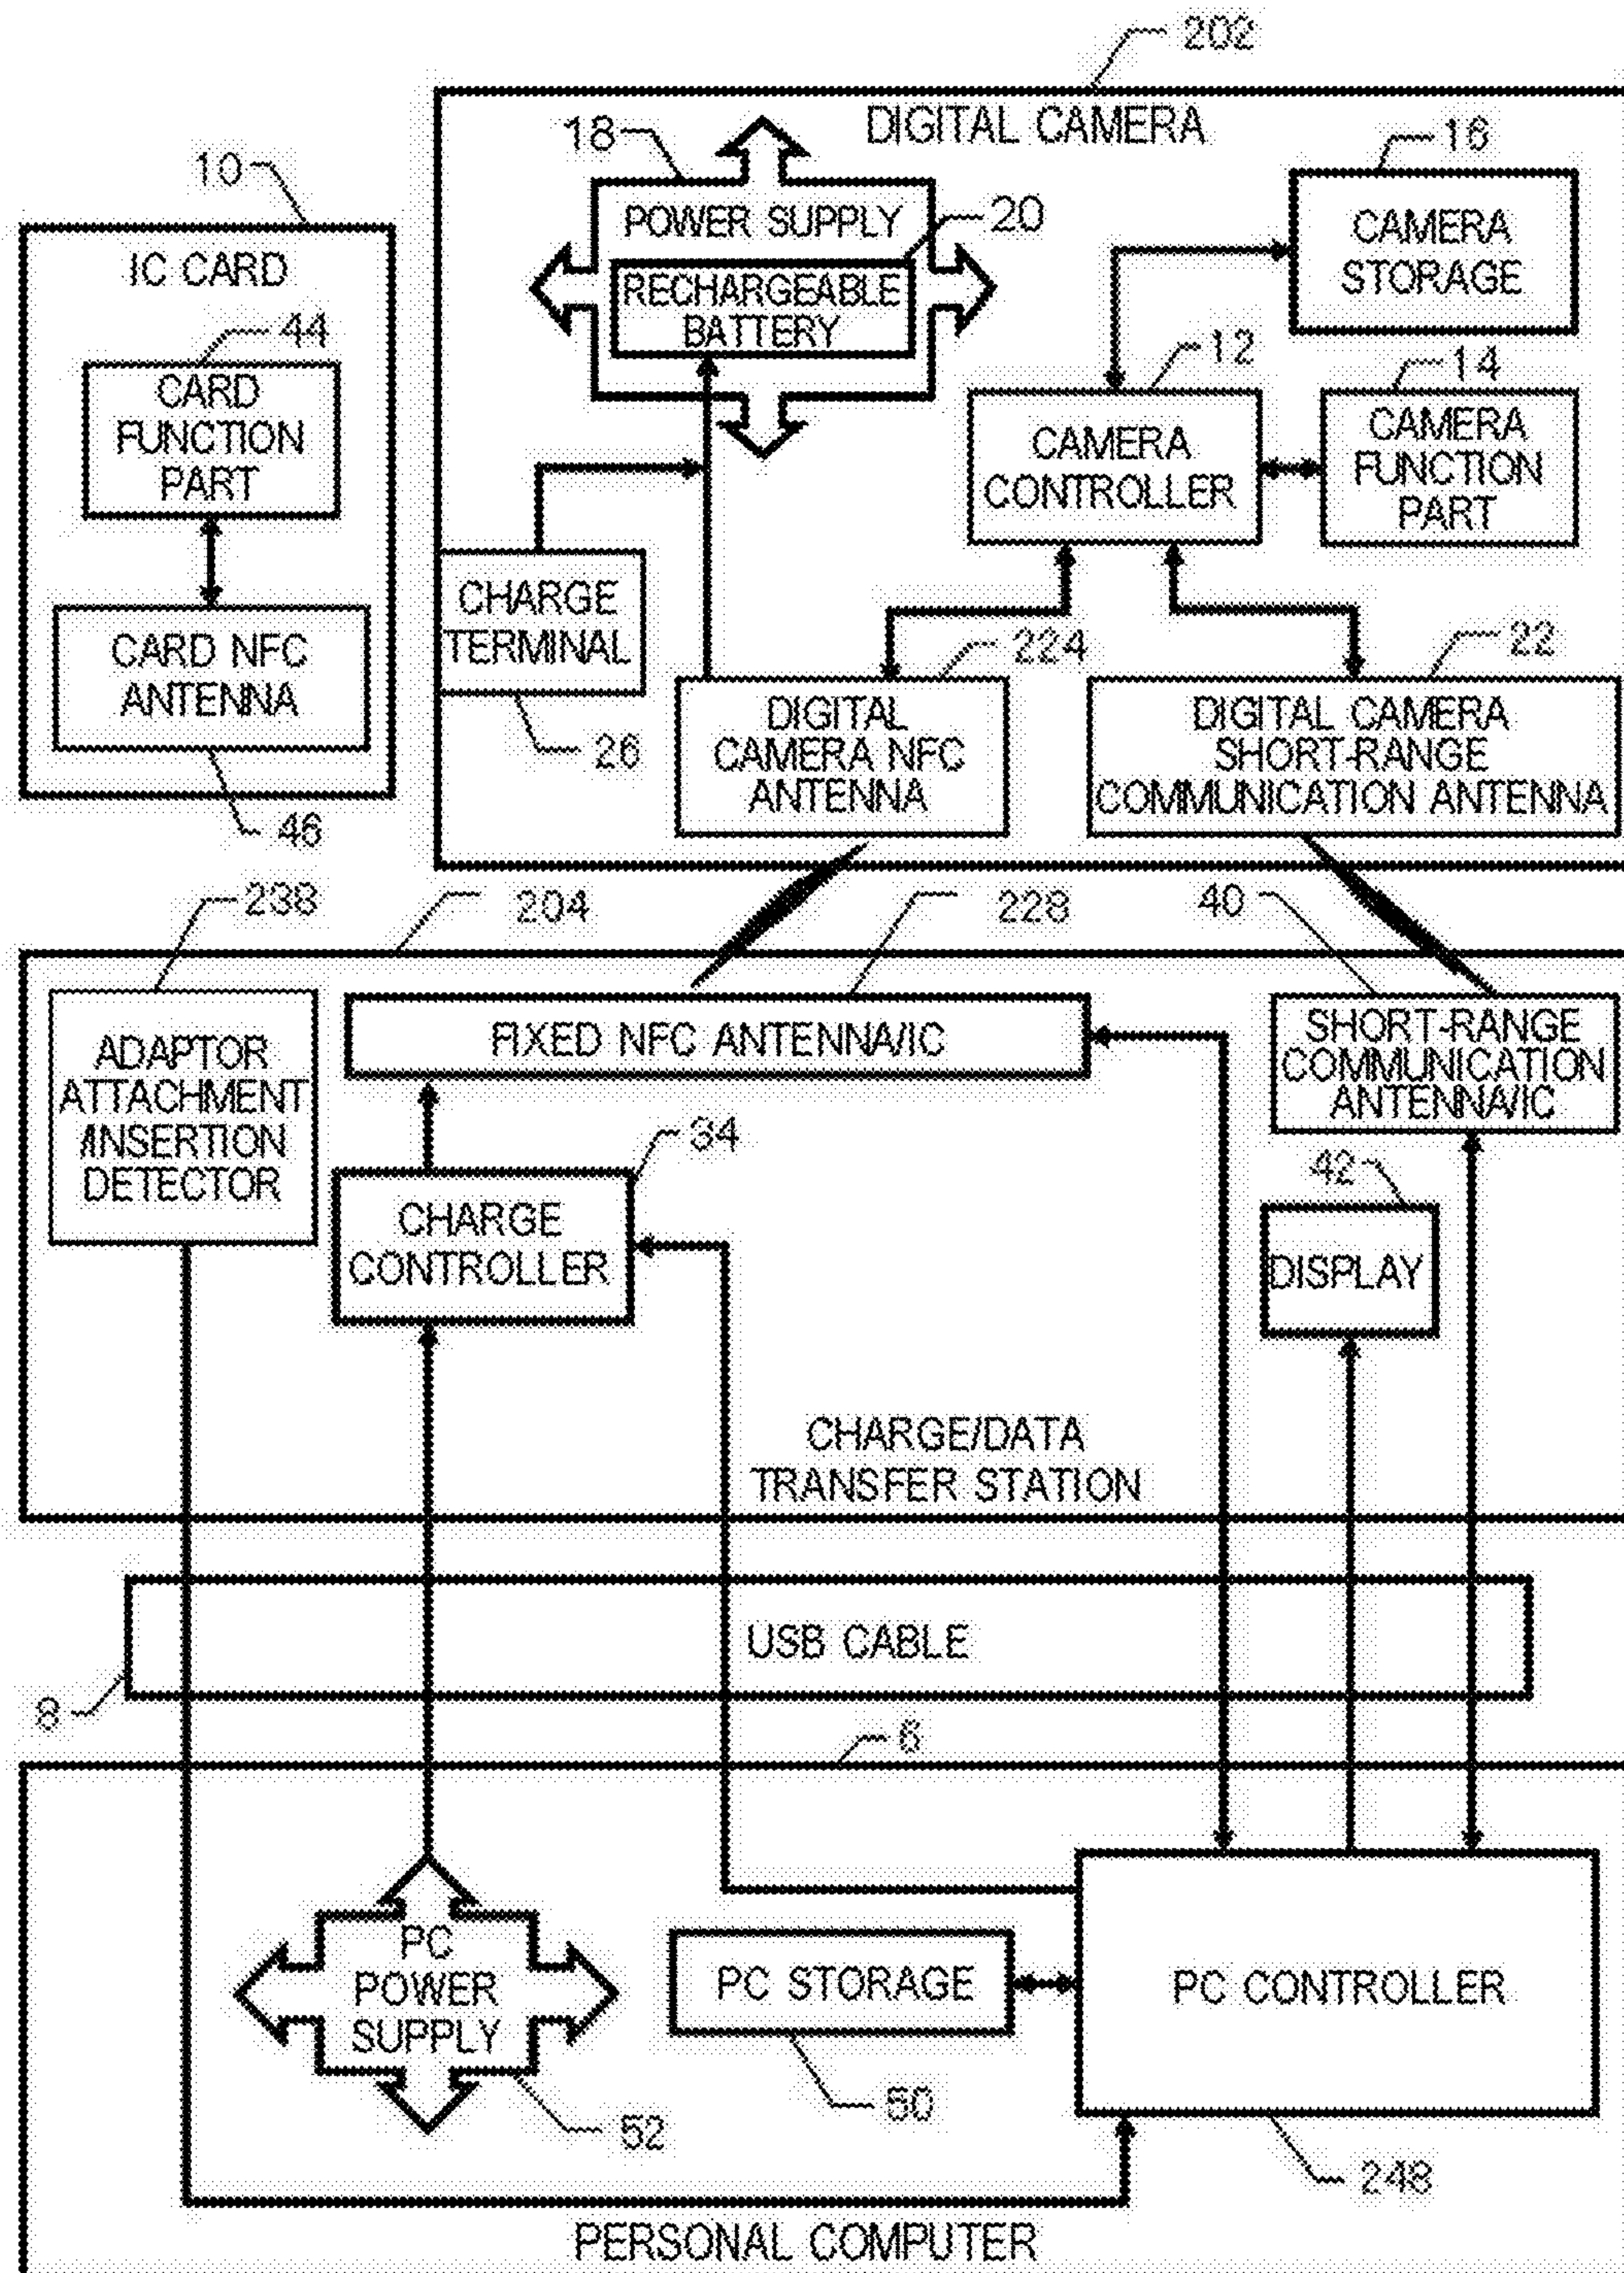 202
DIGITAL CAMERA
10
IC CARD
44
CARD
FUNCTION
PART
CARD NFC
ANTENNA
46
18
POWER SUPPLY
20
RECHARGEABLE
BATTERY
16
CAMERA
STORAGE
12
CAMERA
CONTROLLER
14
CAMERA
FUNCTION
PART
CHARGE
TERMINAL
26
224
DIGITAL
CAMERA NFC
ANTENNA
22
DIGITAL CAMERA
SHORT-RANGE
COMMUNICATION ANTENNA
238
204
228
40
ADAPTOR
ATTACHMENT
/INSERTION
DETECTOR
FIXED NFC ANTENNA/IC
SHORT-RANGE
COMMUNICATION
ANTENNA/IC
34
CHARGE
CONTROLLER
42
DISPLAY
CHARGE/DATA
TRANSFER STATION
USB CABLE
8
6
PC
POWER
SUPPLY
52
PC STORAGE
50
PC CONTROLLER
248
PERSONAL COMPUTER